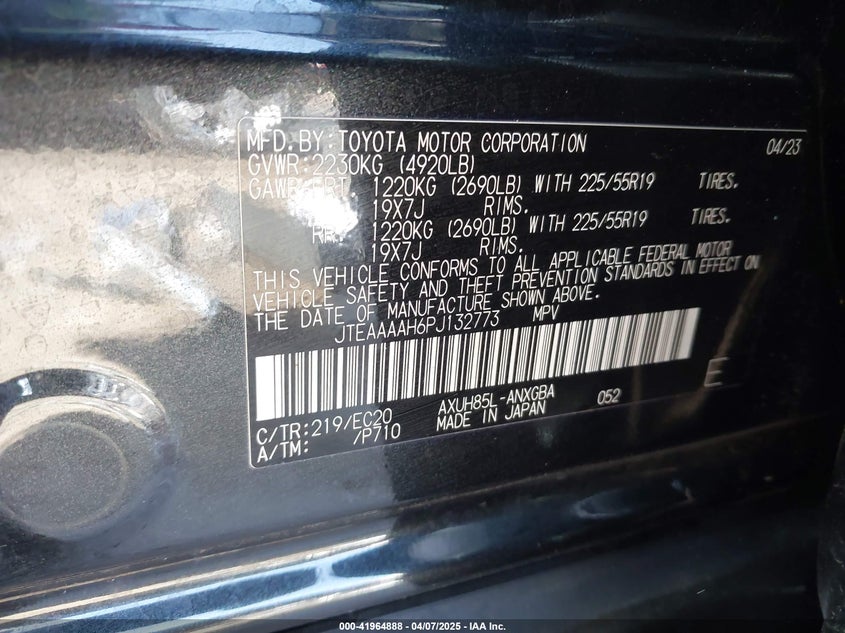 MFD.BY:TOYOTA MOTOR CORPORATION 04/23
GVWR:2230KG (4920LB)
GAWR:FRT. 1220KG (2690LB) WITH 225/55R19 TIRES.
19X7J RIMS.
RR. 1220KG (2690LB) WITH 225/55R19 TIRES.
19X7J RIMS.
THIS VEHICLE CONFORMS TO ALL APPLICABLE FEDERAL MOTOR
VEHICLE SAFETY AND THEFT PREVENTION STANDARDS IN EFFECT ON
THE DATE OF MANUFACTURE SHOWN ABOVE.
JTEAAAAH6PJ132773 MPV
C/TR:219/EC20 AXUH85L-ANXGBA 052 E
A/TM: /P710 MADE IN JAPAN
000-41964888 - 04/07/2025 - IAA Inc.